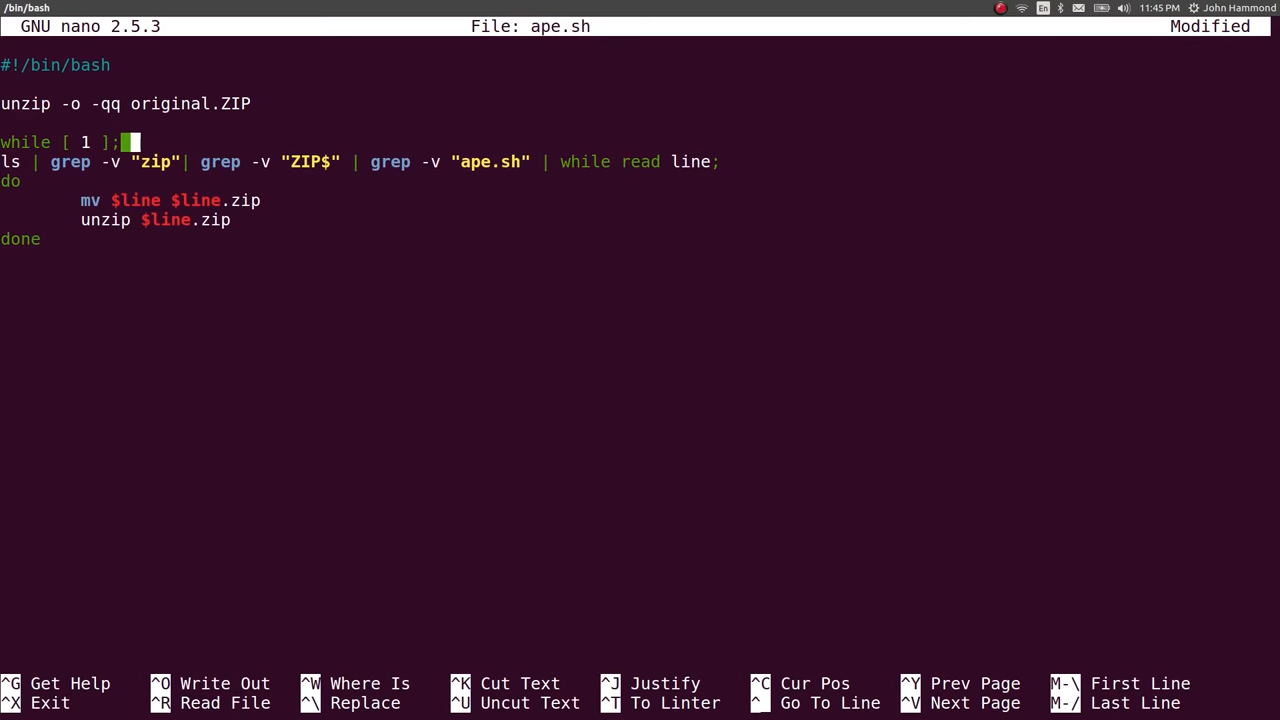 /bin/bash En 11:45 PM John Hammond
GNU nano 2.5.3 File: ape.sh Modified
#!/bin/bash
unzip -o -qq original.ZIP
while [ 1 ];
ls | grep -v "zip"| grep -v "ZIP$" | grep -v "ape.sh" | while read line;
do
mv $line $line.zip
unzip $line.zip
done
^G Get Help ^O Write Out ^W Where Is ^K Cut Text ^J Justify ^C Cur Pos ^Y Prev Page M-\ First Line
^X Exit ^R Read File ^\ Replace ^U Uncut Text ^T To Linter ^_ Go To Line ^V Next Page M-/ Last Line